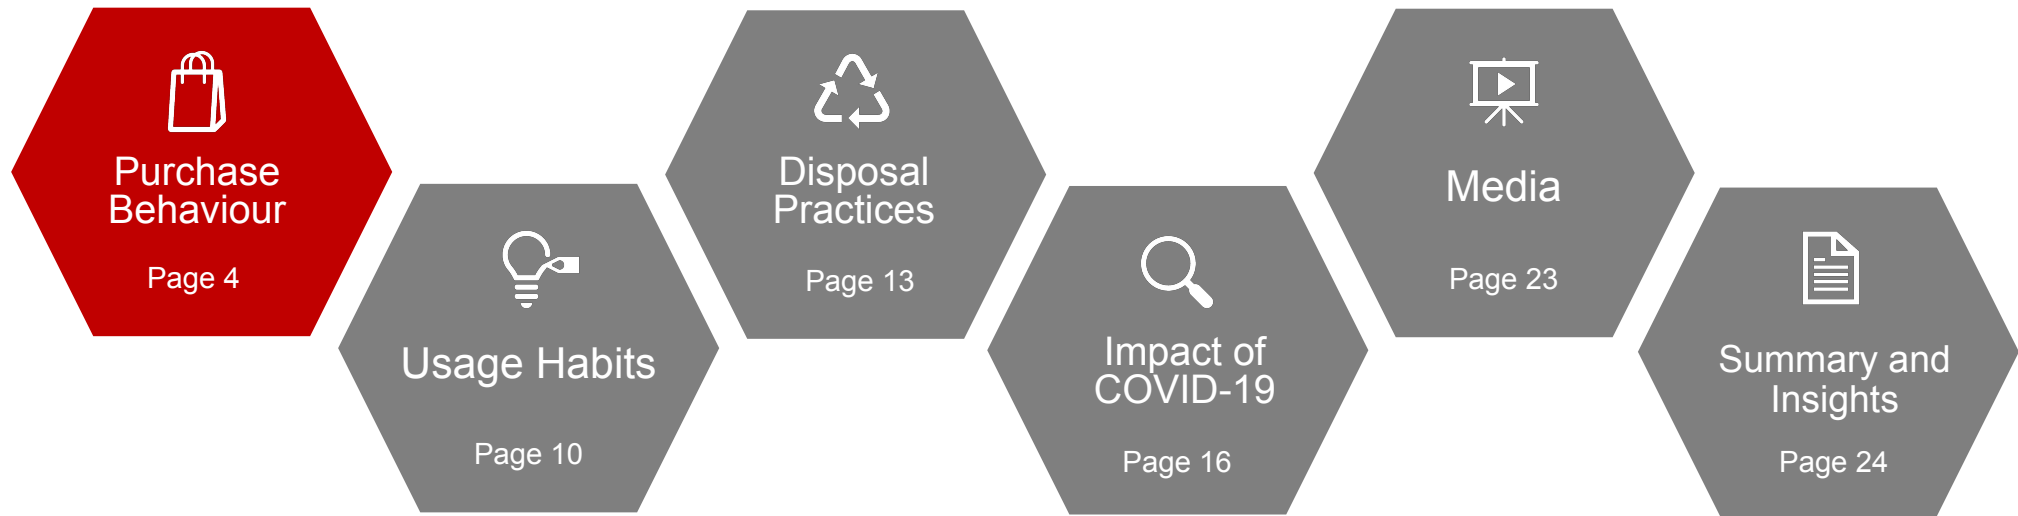 Purchase
Behaviour
Page 4
Usage Habits
Page 10
Disposal
Practices
Page 13
Impact of
COVID-19
Page 16
Media
Page 23
Summary and
Insights
Page 24